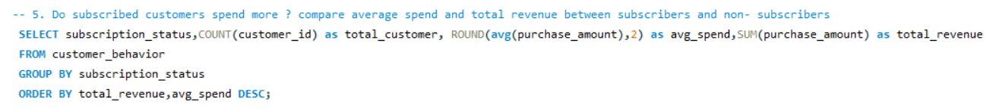 -- 5. Do subscribed customers spend more ? compare average spend and total revenue between subscribers and non- subscribers
SELECT subscription_status,COUNT(customer_id) as total_customer, ROUND(avg(purchase_amount),2) as avg_spend,SUM(purchase_amount) as total_revenue
FROM customer_behavior
GROUP BY subscription_status
ORDER BY total_revenue,avg_spend DESC;